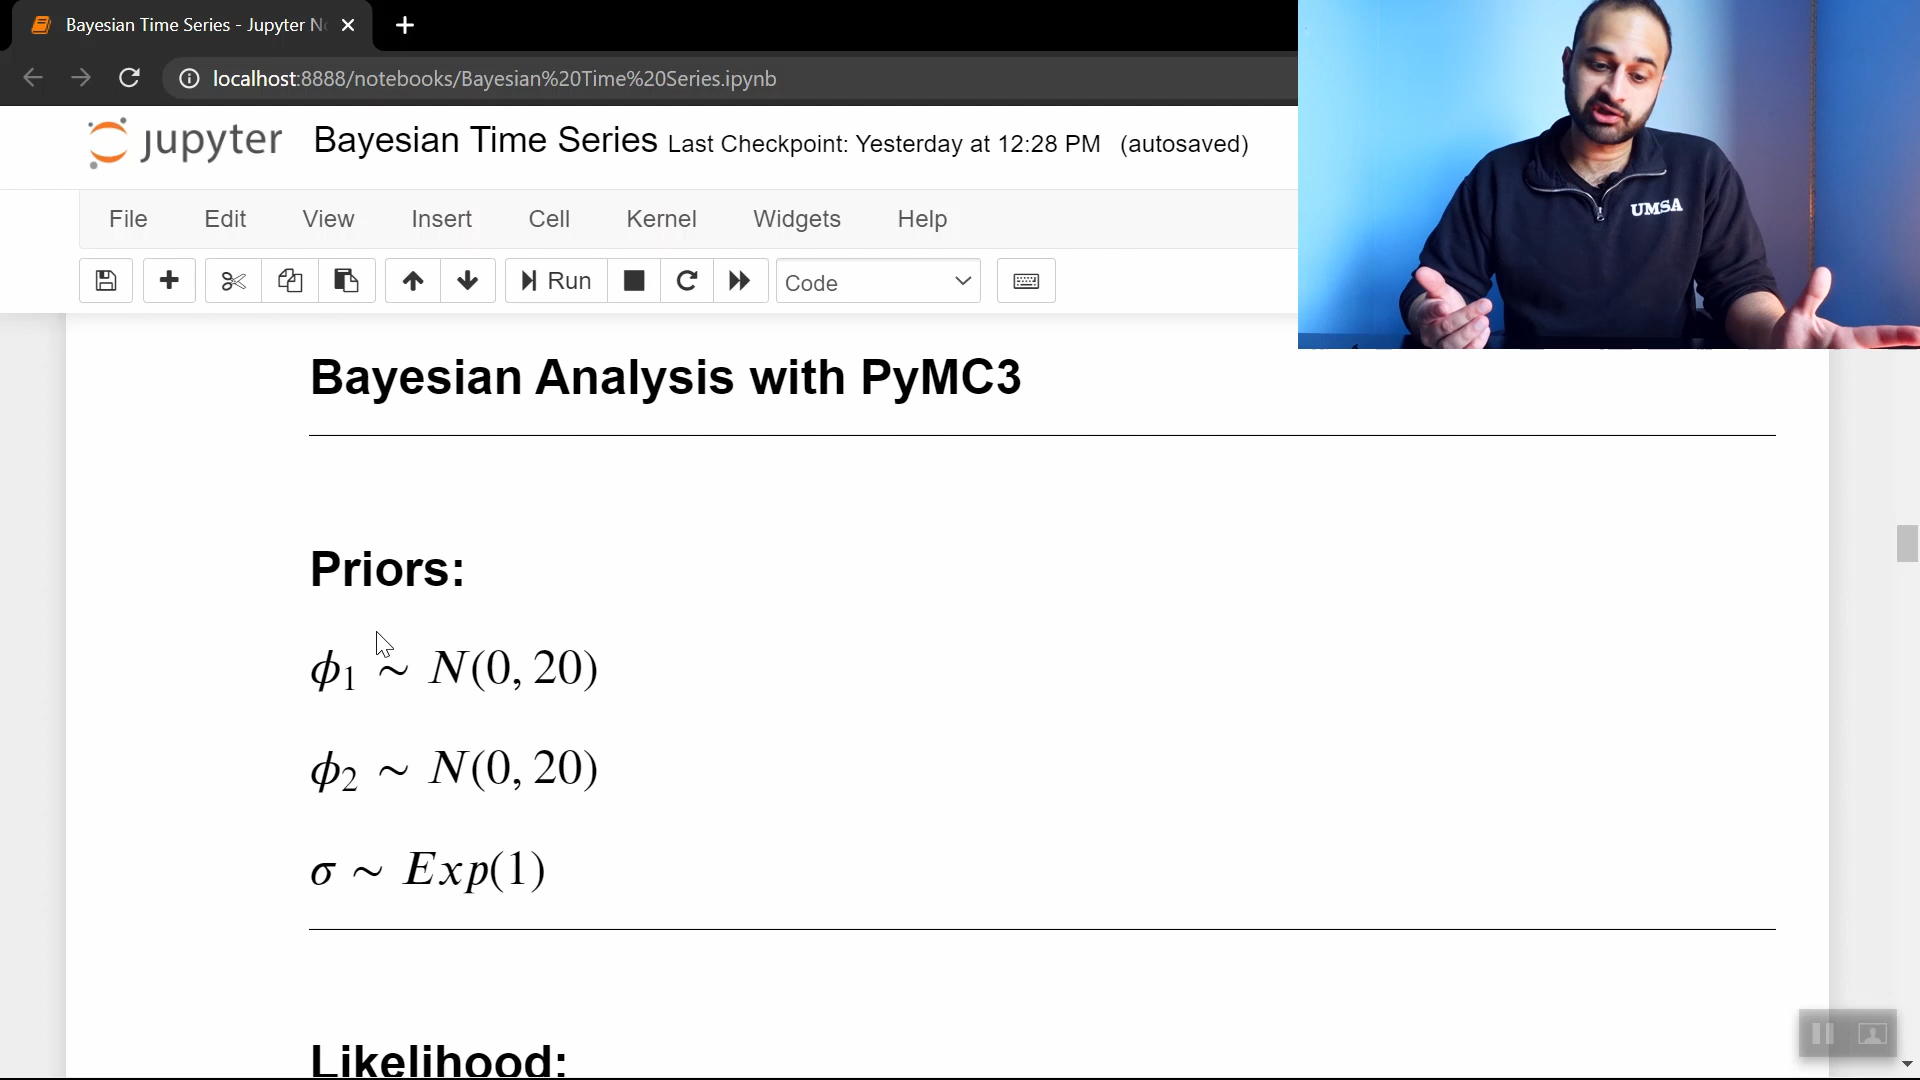 Bayesian Time Series - Jupyter N
localhost:8888/notebooks/Bayesian%20Time%20Series.ipynb
jupyter Bayesian Time Series Last Checkpoint: Yesterday at 12:28 PM (autosaved)
UMSA
File Edit View Insert Cell Kernel Widgets Help
Run Code
Bayesian Analysis with PyMC3
Priors:
ϕ₁ ~ N(0, 20)
ϕ₂ ~ N(0, 20)
σ ~ Exp(1)
Likelihood: